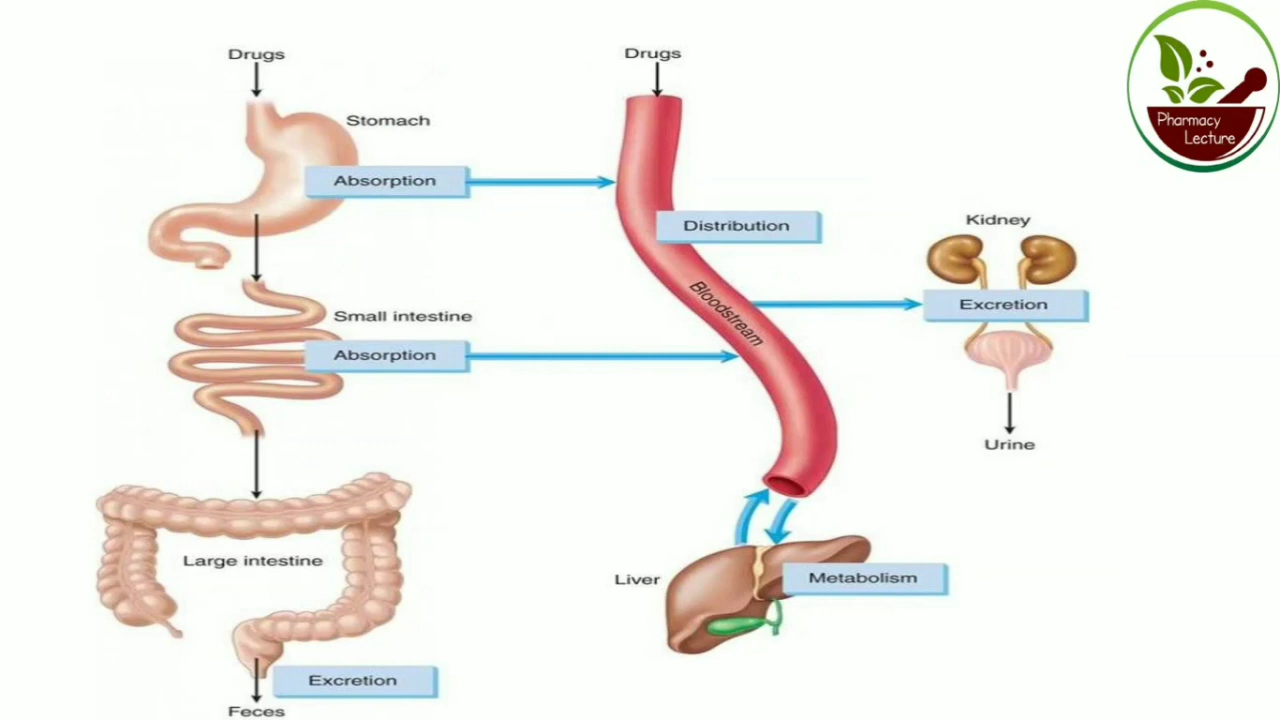 Drugs
Stomach
Absorption
Small intestine
Absorption
Large intestine
Excretion
Feces
Drugs
Distribution
Bloodstream
Liver
Metabolism
Kidney
Excretion
Urine
Pharmacy
Lecture